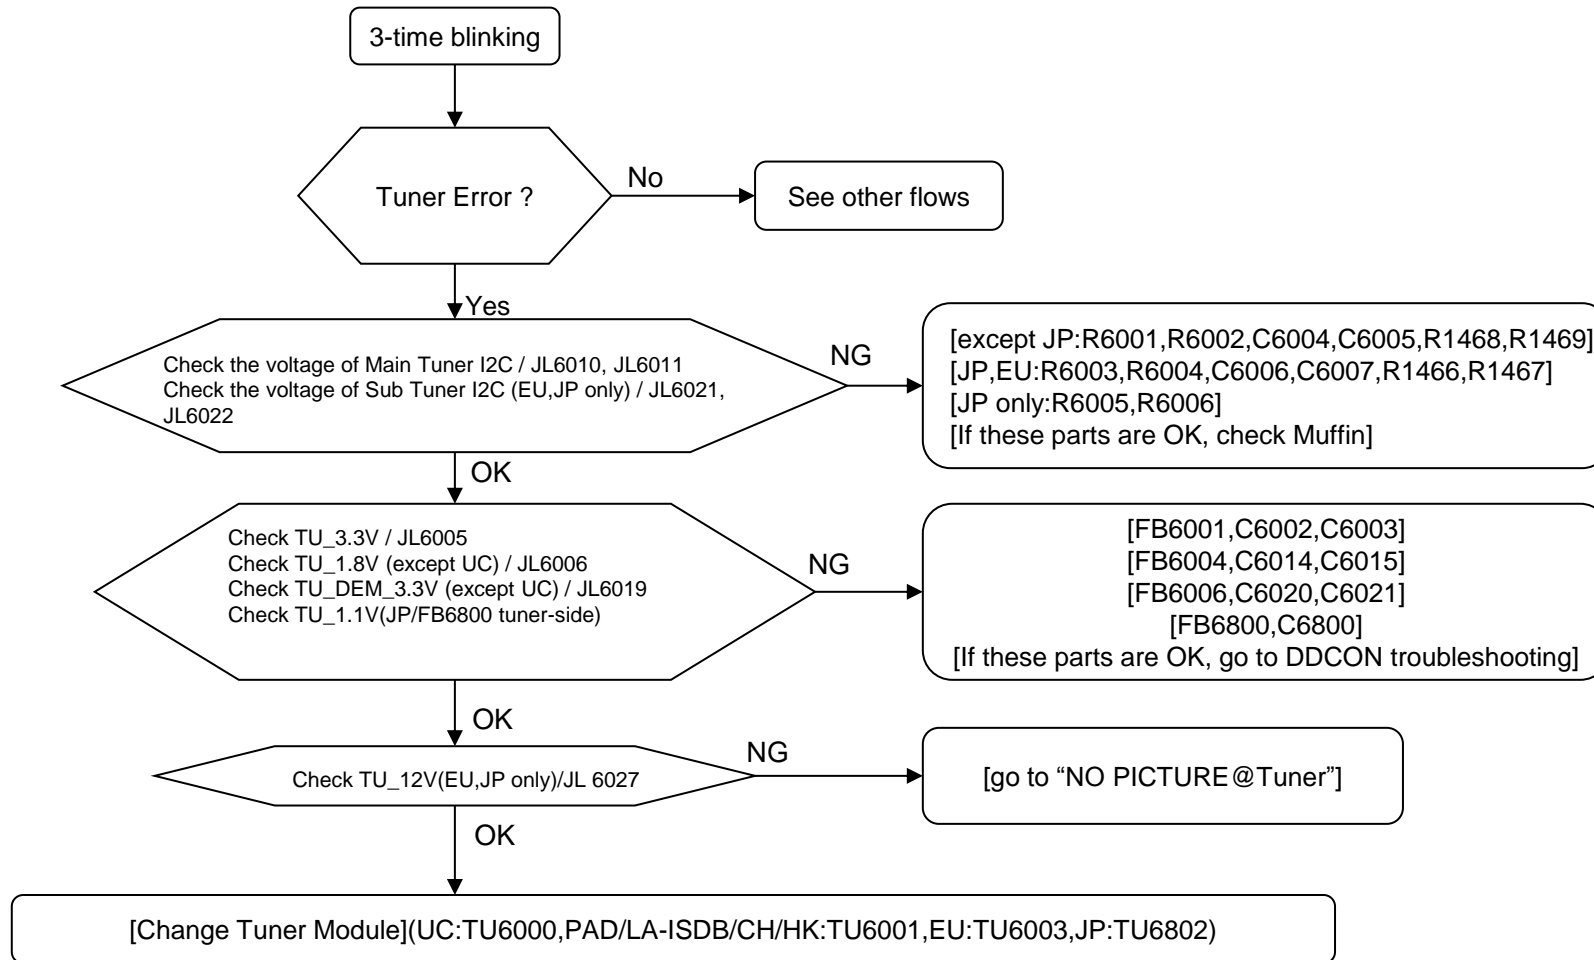 3-time blinking
Tuner Error ?
No
See other flows
Yes
Check the voltage of Main Tuner I2C / JL6010, JL6011
Check the voltage of Sub Tuner I2C (EU,JP only) / JL6021,
JL6022
NG
[except JP:R6001,R6002,C6004,C6005,R1468,R1469]
[JP,EU:R6003,R6004,C6006,C6007,R1466,R1467]
[JP only:R6005,R6006]
[If these parts are OK, check Muffin]
OK
Check TU_3.3V / JL6005
Check TU_1.8V (except UC) / JL6006
Check TU_DEM_3.3V (except UC) / JL6019
Check TU_1.1V(JP/FB6800 tuner-side)
NG
[FB6001,C6002,C6003]
[FB6004,C6014,C6015]
[FB6006,C6020,C6021]
[FB6800,C6800]
[If these parts are OK, go to DDCON troubleshooting]
OK
Check TU_12V(EU,JP only)/JL 6027
NG
[go to “NO PICTURE@Tuner”]
OK
[Change Tuner Module](UC:TU6000,PAD/LA-ISDB/CH/HK:TU6001,EU:TU6003,JP:TU6802)